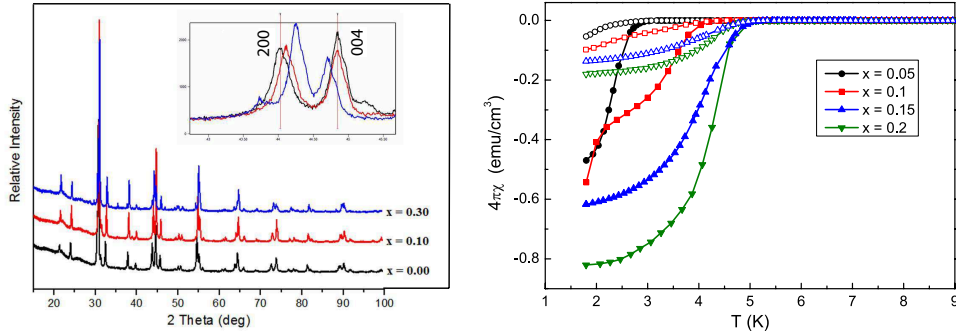 Relative Intensity
200
004
x = 0.30
x = 0.10
x = 0.00
20 30 40 50 60 70 80 90 100
2 Theta (deg)
4πχ (emu/cm³)
0.0
-0.2
-0.4
-0.6
-0.8
x = 0.05
x = 0.1
x = 0.15
x = 0.2
1 2 3 4 5 6 7 8 9
T (K)